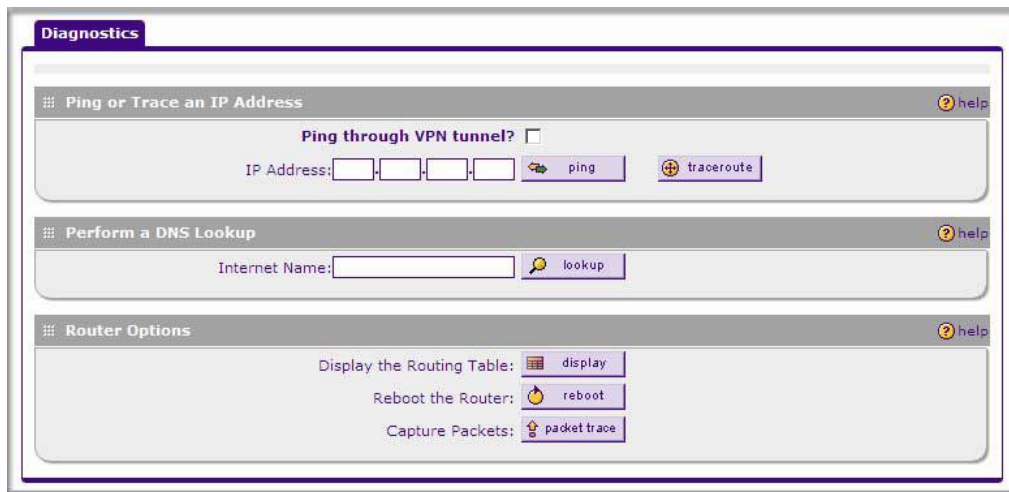 Diagnostics
Ping or Trace an IP Address
help
Ping through VPN tunnel?
IP Address: . . . ping traceroute
Perform a DNS Lookup
help
Internet Name: lookup
Router Options
help
Display the Routing Table: display
Reboot the Router: reboot
Capture Packets: packet trace